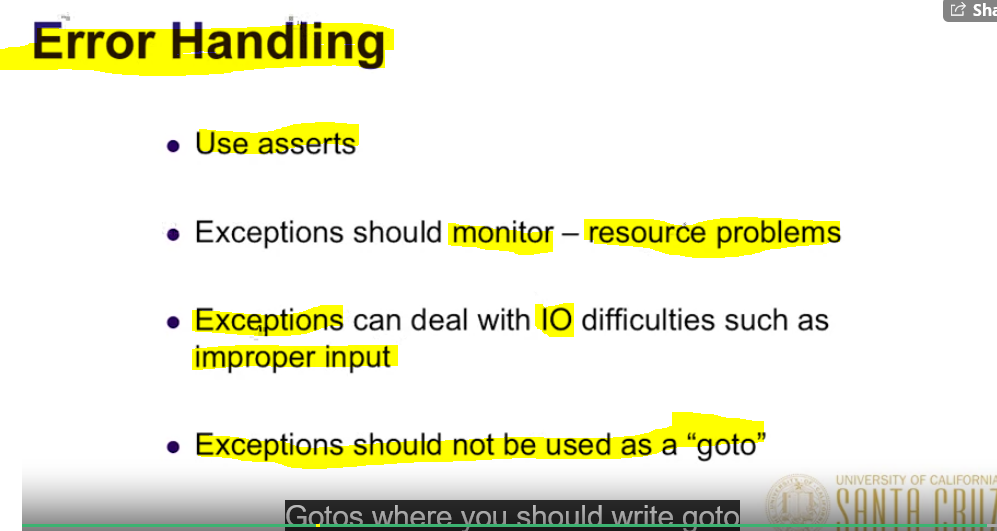 Sha
Error Handling
• Use asserts
• Exceptions should monitor – resource problems
• Exceptions can deal with IO difficulties such as
improper input
• Exceptions should not be used as a “goto”
UNIVERSITY OF CALIFORNIA
SANTA CRUZ
Gotos where you should write goto